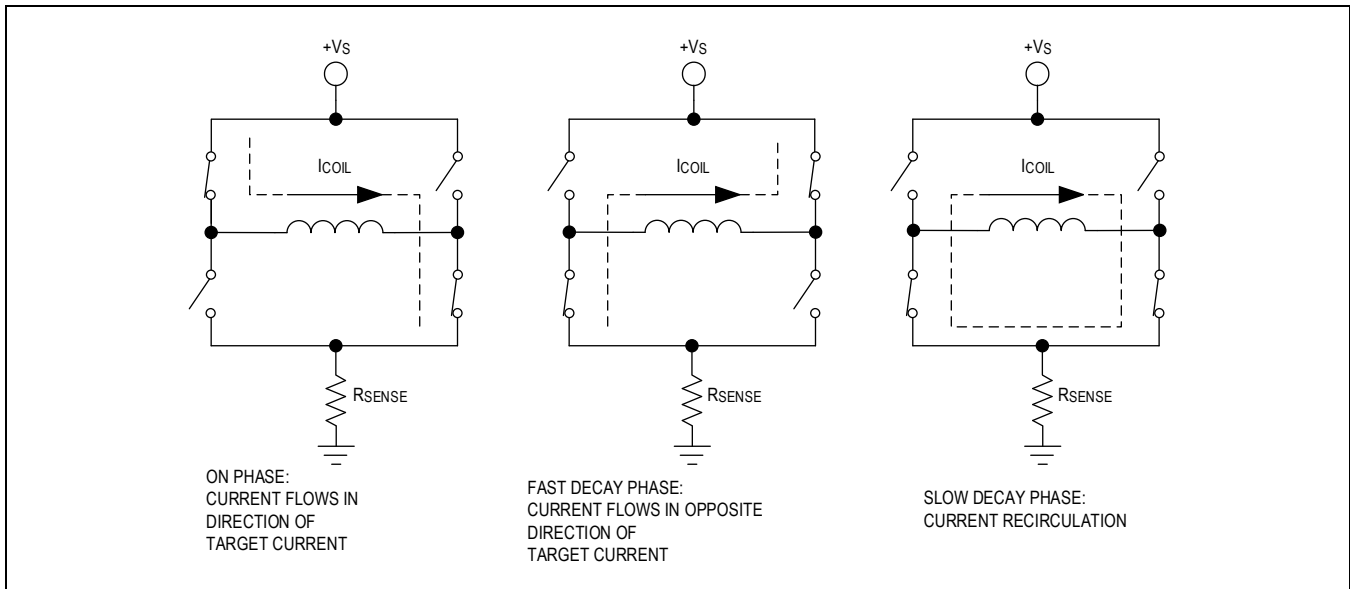 +VS
ICOIL
RSENSE
ON PHASE:
CURRENT FLOWS IN
DIRECTION OF
TARGET CURRENT
+VS
ICOIL
RSENSE
FAST DECAY PHASE:
CURRENT FLOWS IN OPPOSITE
DIRECTION OF
TARGET CURRENT
+VS
ICOIL
RSENSE
SLOW DECAY PHASE:
CURRENT RECIRCULATION